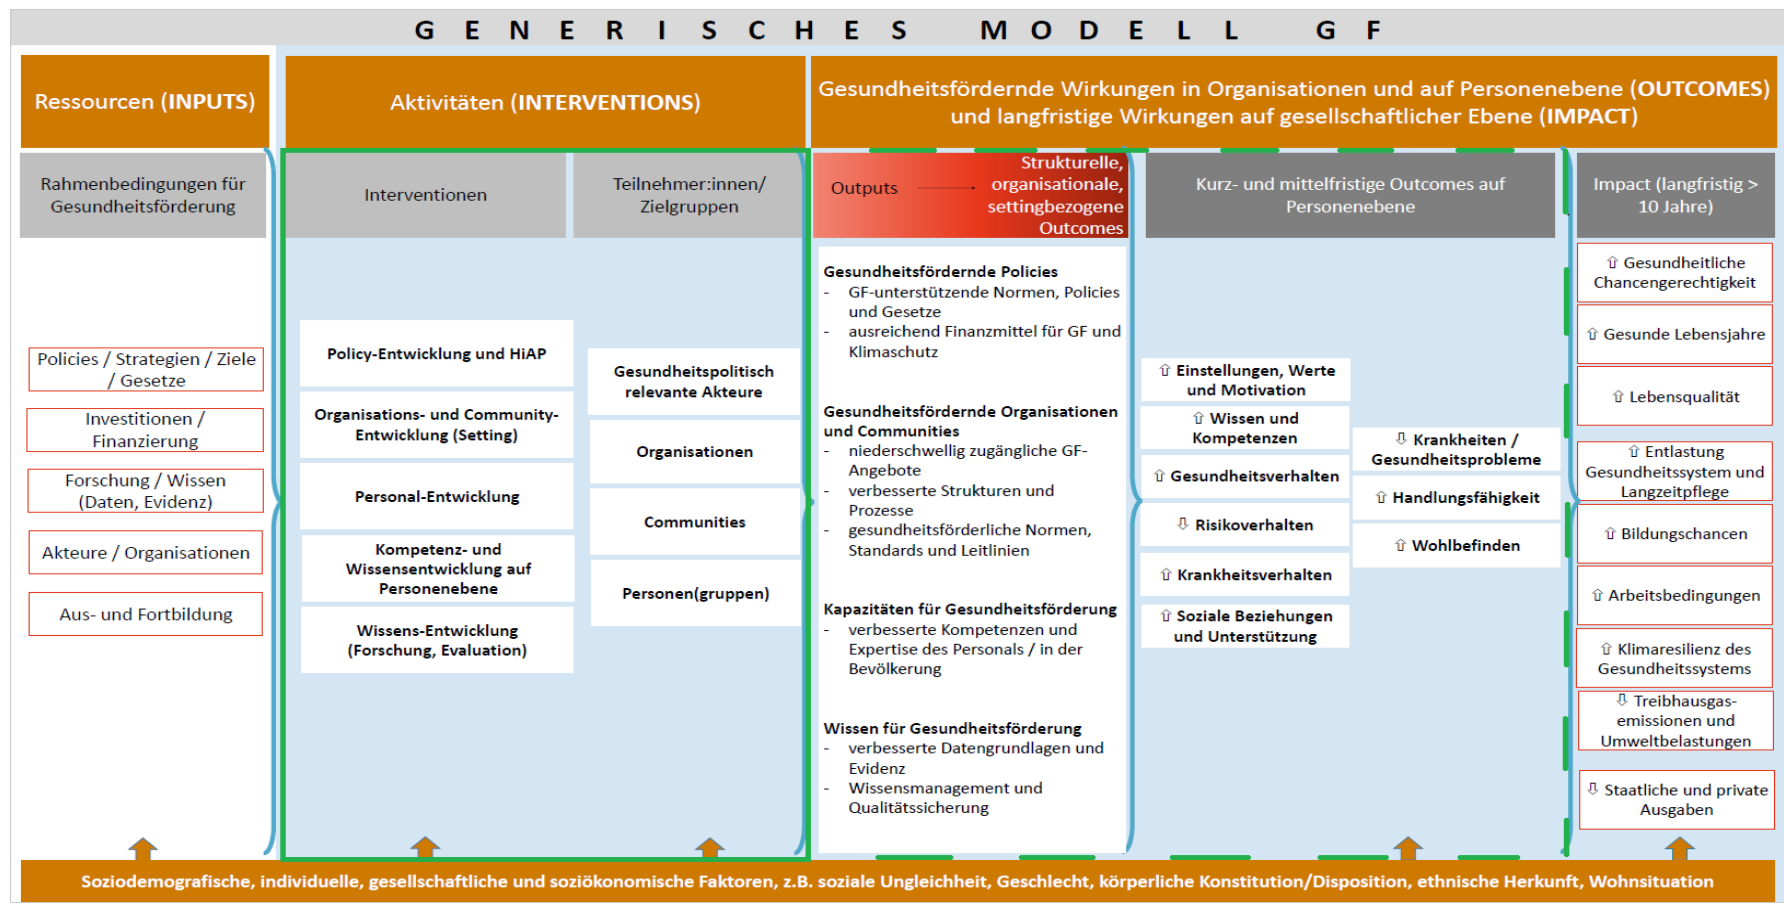 GENERISCHES MODELL GF
Ressourcen (INPUTS)
Aktivitäten (INTERVENTIONS)
Gesundheitsfördernde Wirkungen in Organisationen und auf Personenebene (OUTCOMES)
und langfristige Wirkungen auf gesellschaftlicher Ebene (IMPACT)
Rahmenbedingungen für
Gesundheitsförderung
Interventionen
Teilnehmer:innen/
Zielgruppen
Outputs
Strukturelle,
organisationale,
settingbezogene
Outcomes
Kurz- und mittelfristige Outcomes auf
Personenebene
Impact (langfristig >
10 Jahre)
Policies / Strategien / Ziele
/ Gesetze
Investitionen /
Finanzierung
Forschung / Wissen
(Daten, Evidenz)
Akteure / Organisationen
Aus- und Fortbildung
Policy-Entwicklung und HiAP
Organisations- und Community-
Entwicklung (Setting)
Personal-Entwicklung
Kompetenz- und
Wissensentwicklung auf
Personenebene
Wissens-Entwicklung
(Forschung, Evaluation)
Gesundheitspolitisch
relevante Akteure
Organisationen
Communities
Personen(gruppen)
Gesundheitsfördernde Policies
- GF-unterstützende Normen, Policies
und Gesetze
- ausreichend Finanzmittel für GF und
Klimaschutz
Gesundheitsfördernde Organisationen
und Communities
- niederschwellig zugängliche GF-
Angebote
- verbesserte Strukturen und
Prozesse
- gesundheitsförderliche Normen,
Standards und Leitlinien
Kapazitäten für Gesundheitsförderung
- verbesserte Kompetenzen und
Expertise des Personals / in der
Bevölkerung
Wissen für Gesundheitsförderung
- verbesserte Datengrundlagen und
Evidenz
- Wissensmanagement und
Qualitätssicherung
⇧ Einstellungen, Werte
und Motivation
⇧ Wissen und
Kompetenzen
⇧ Gesundheitsverhalten
⇩ Risikoverhalten
⇧ Krankheitsverhalten
⇧ Soziale Beziehungen
und Unterstützung
⇩ Krankheiten /
Gesundheitsprobleme
⇧ Handlungsfähigkeit
⇧ Wohlbefinden
⇧ Gesundheitliche
Chancengerechtigkeit
⇧ Gesunde Lebensjahre
⇧ Lebensqualität
⇧ Entlastung
Gesundheitssystem und
Langzeitpflege
⇧ Bildungschancen
⇧ Arbeitsbedingungen
⇧ Klimaresilienz des
Gesundheitssystems
⇩ Treibhausgas-
emissionen und
Umweltbelastungen
⇩ Staatliche und private
Ausgaben
Soziodemografische, individuelle, gesellschaftliche und soziökonomische Faktoren, z.B. soziale Ungleichheit, Geschlecht, körperliche Konstitution/Disposition, ethnische Herkunft, Wohnsituation